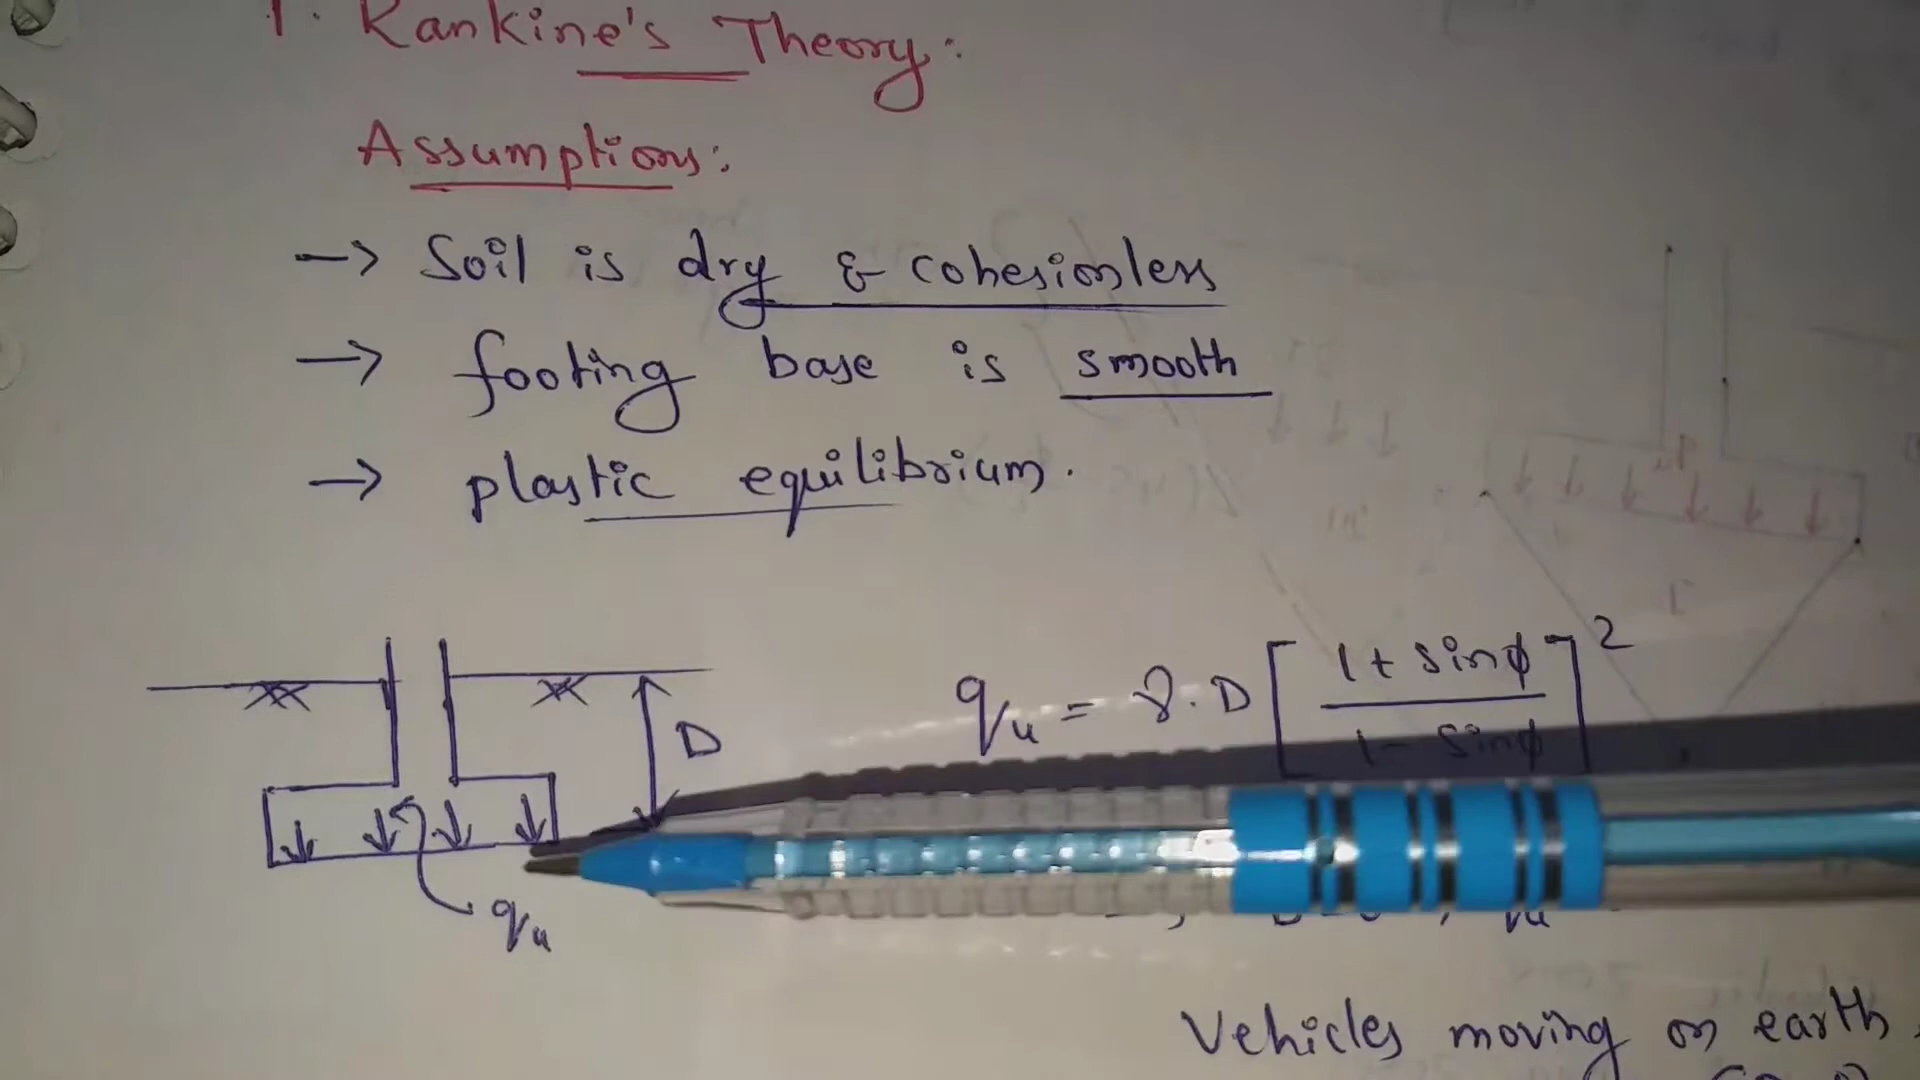 1. Rankine's Theory:
Assumptions:
→ Soil is dry & cohesionless
→ footing base is smooth
→ plastic equilibrium.
D
qu = γ.D [ (1 + sinφ) / (1 - sinφ) ]²
qu
Vehicles moving on earth